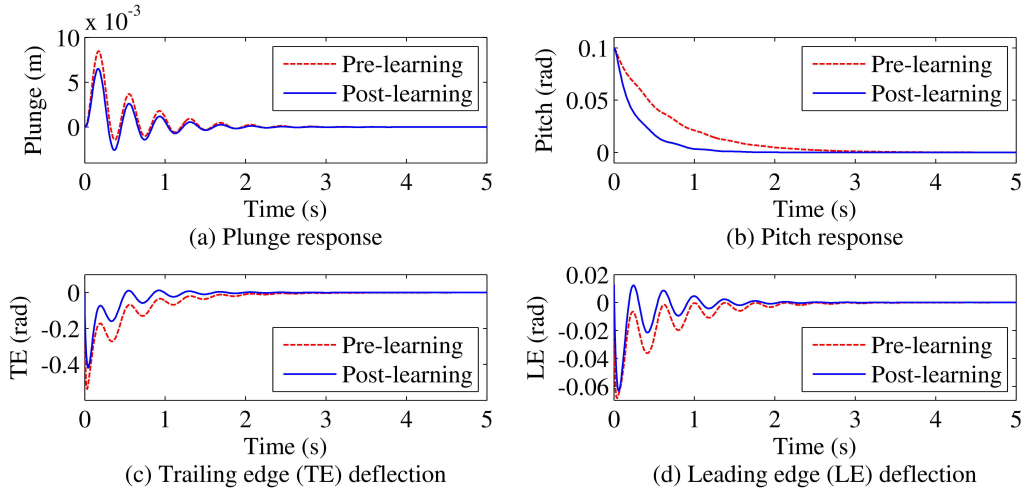 x 10⁻³
10
5
0
Plunge (m)
Pre-learning
Post-learning
0 1 2 3 4 5
Time (s)
(a) Plunge response
0.1
0.05
0
Pitch (rad)
Pre-learning
Post-learning
0 1 2 3 4 5
Time (s)
(b) Pitch response
0
-0.2
-0.4
TE (rad)
Pre-learning
Post-learning
0 1 2 3 4 5
Time (s)
(c) Trailing edge (TE) deflection
0.02
0
-0.02
-0.04
-0.06
LE (rad)
Pre-learning
Post-learning
0 1 2 3 4 5
Time (s)
(d) Leading edge (LE) deflection